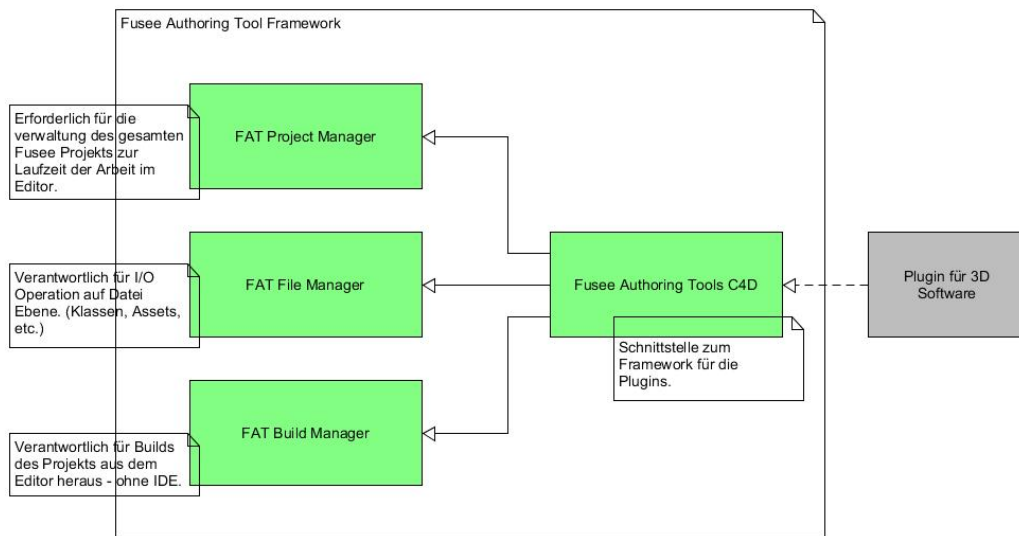 Fusee Authoring Tool Framework
Erforderlich für die
verwaltung des gesamten
Fusee Projekts zur
Laufzeit der Arbeit im
Editor.
FAT Project Manager
Verantwortlich für I/O
Operation auf Datei
Ebene. (Klassen, Assets,
etc.)
FAT File Manager
Fusee Authoring Tools C4D
Plugin für 3D
Software
Schnittstelle zum
Framework für die
Plugins.
FAT Build Manager
Verantwortlich für Builds
des Projekts aus dem
Editor heraus - ohne IDE.